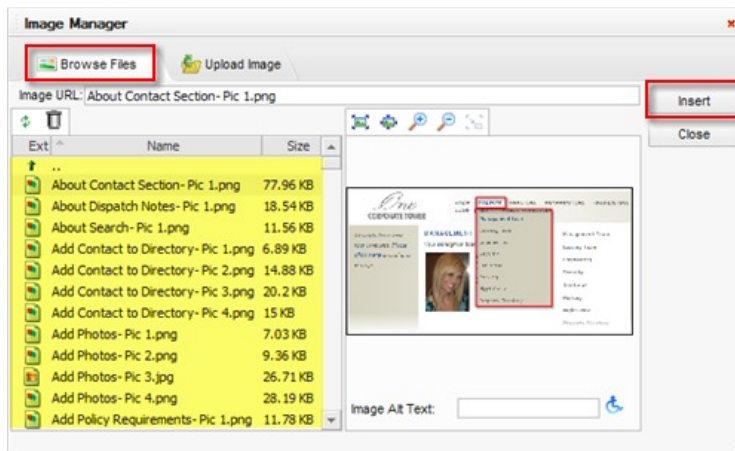 Image Manager
Browse Files
Upload Image
Image URL: About Contact Section- Pic 1.png
Insert
Close
Ext Name Size
..
About Contact Section- Pic 1.png 77.96 KB
About Dispatch Notes- Pic 1.png 18.54 KB
About Search- Pic 1.png 11.56 KB
Add Contact to Directory- Pic 1.png 6.89 KB
Add Contact to Directory- Pic 2.png 14.88 KB
Add Contact to Directory- Pic 3.png 20.2 KB
Add Contact to Directory- Pic 4.png 15 KB
Add Photos- Pic 1.png 7.03 KB
Add Photos- Pic 2.png 9.36 KB
Add Photos- Pic 3.jpg 26.71 KB
Add Photos- Pic 4.png 28.19 KB
Add Policy Requirements- Pic 1.png 11.78 KB
One
CORPORATE TOWER
MANAGEMENT
Management Team
Image Alt Text: